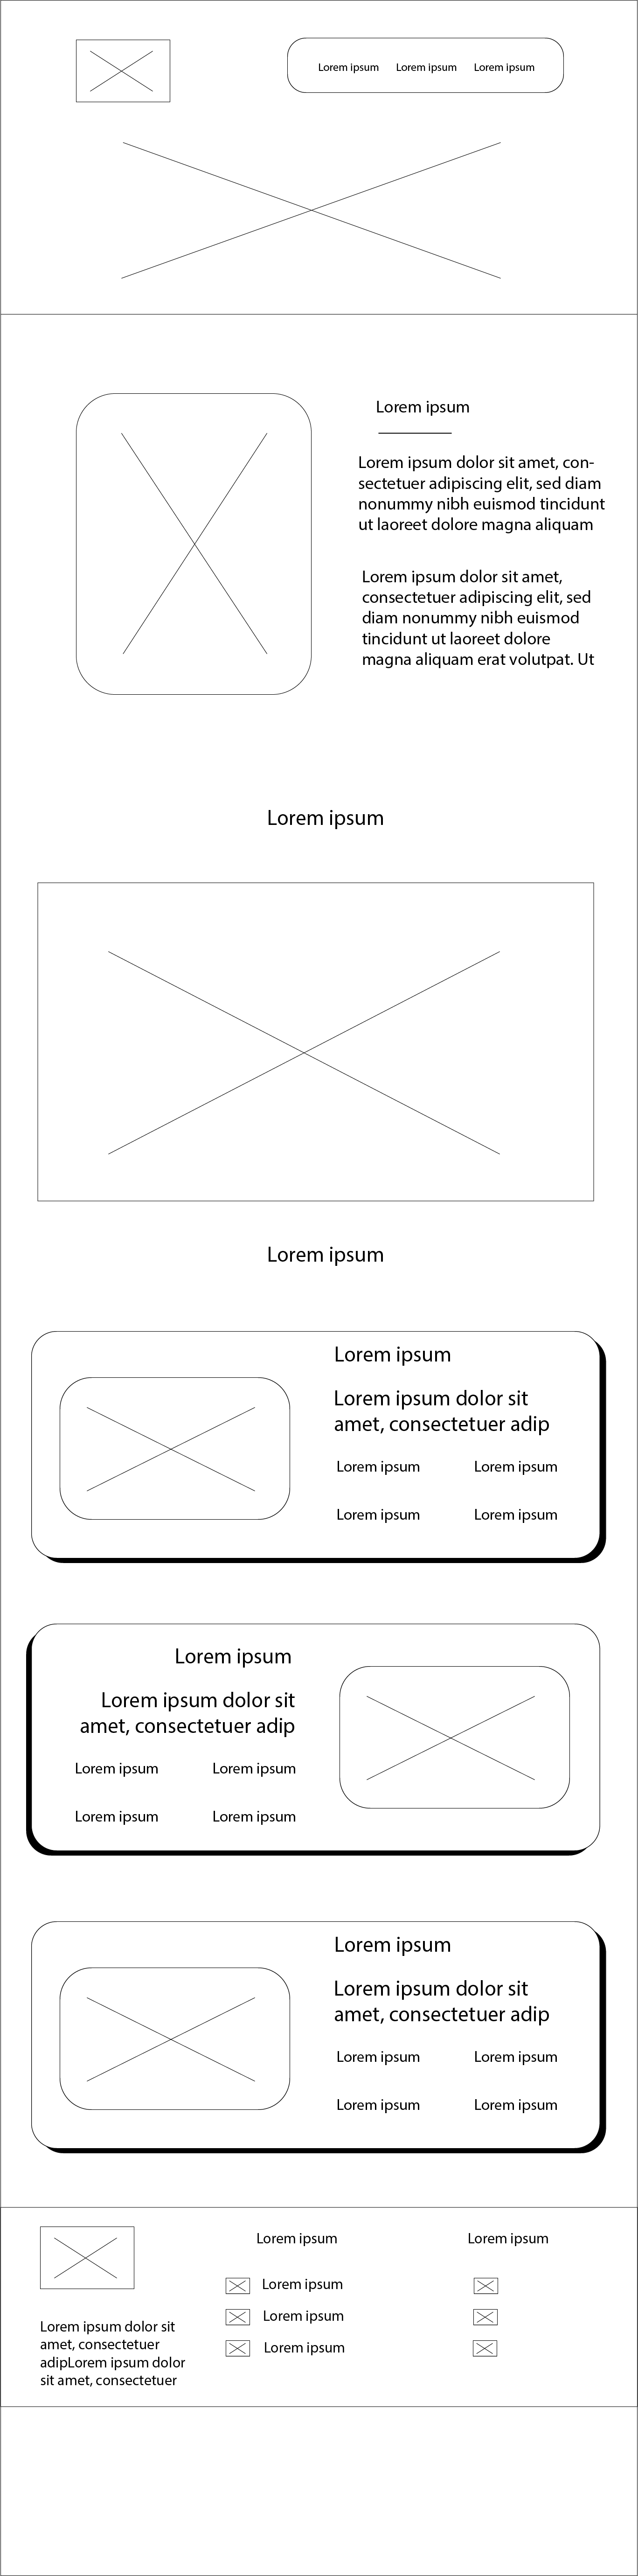 Lorem ipsum Lorem ipsum Lorem ipsum
Lorem ipsum
Lorem ipsum dolor sit amet, con-
sectetuer adipiscing elit, sed diam
nonummy nibh euismod tincidunt
ut laoreet dolore magna aliquam
Lorem ipsum dolor sit amet,
consectetuer adipiscing elit, sed
diam nonummy nibh euismod
tincidunt ut laoreet dolore
magna aliquam erat volutpat. Ut
Lorem ipsum
Lorem ipsum
Lorem ipsum
Lorem ipsum dolor sit
amet, consectetuer adip
Lorem ipsum Lorem ipsum
Lorem ipsum Lorem ipsum
Lorem ipsum
Lorem ipsum dolor sit
amet, consectetuer adip
Lorem ipsum Lorem ipsum
Lorem ipsum Lorem ipsum
Lorem ipsum
Lorem ipsum dolor sit
amet, consectetuer adip
Lorem ipsum Lorem ipsum
Lorem ipsum Lorem ipsum
Lorem ipsum dolor sit
amet, consectetuer
adipLorem ipsum dolor
sit amet, consectetuer
Lorem ipsum
Lorem ipsum
Lorem ipsum
Lorem ipsum
Lorem ipsum